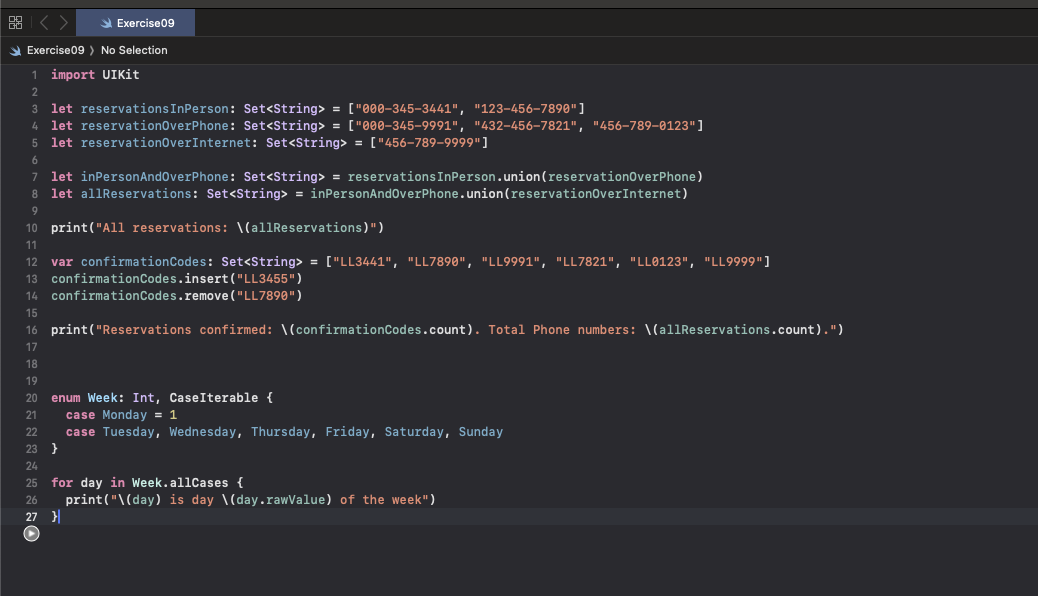 Exercise09
Exercise09 〉 No Selection
1 import UIKit
2
3 let reservationsInPerson: Set<String> = ["000-345-3441", "123-456-7890"]
4 let reservationOverPhone: Set<String> = ["000-345-9991", "432-456-7821", "456-789-0123"]
5 let reservationOverInternet: Set<String> = ["456-789-9999"]
6
7 let inPersonAndOverPhone: Set<String> = reservationsInPerson.union(reservationOverPhone)
8 let allReservations: Set<String> = inPersonAndOverPhone.union(reservationOverInternet)
9
10 print("All reservations: \(allReservations)")
11
12 var confirmationCodes: Set<String> = ["LL3441", "LL7890", "LL9991", "LL7821", "LL0123", "LL9999"]
13 confirmationCodes.insert("LL3455")
14 confirmationCodes.remove("LL7890")
15
16 print("Reservations confirmed: \(confirmationCodes.count). Total Phone numbers: \(allReservations.count).")
17
18
19
20 enum Week: Int, CaseIterable {
21   case Monday = 1
22   case Tuesday, Wednesday, Thursday, Friday, Saturday, Sunday
23 }
24
25 for day in Week.allCases {
26   print("\(day) is day \(day.rawValue) of the week")
27 }